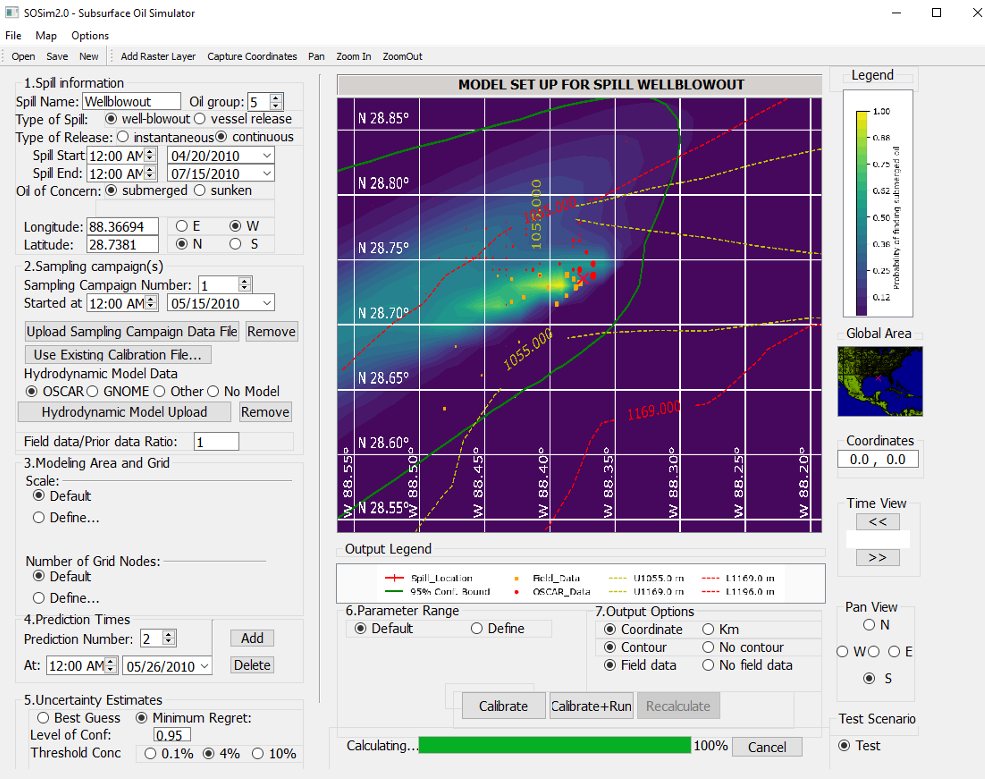 SOSim2.0 - Subsurface Oil Simulator
File Map Options
Open Save New Add Raster Layer Capture Coordinates Pan Zoom In ZoomOut
1.Spill information
Spill Name: Wellblowout Oil group: 5
Type of Spill: well-blowout vessel release
Type of Release: instantaneous continuous
Spill Start 12:00 AM 04/20/2010
Spill End: 12:00 AM 07/15/2010
Oil of Concern: submerged sunken
Longitude: 88.36694 E W
Latitude: 28.7381 N S
2.Sampling campaign(s)
Sampling Campaign Number: 1
Started at 12:00 AM 05/15/2010
Upload Sampling Campaign Data File Remove
Use Existing Calibration File...
Hydrodynamic Model Data
OSCAR GNOME Other No Model
Hydrodynamic Model Upload Remove
Field data/Prior data Ratio: 1
3.Modeling Area and Grid
Scale:
Default
Define...
Number of Grid Nodes:
Default
Define...
4.Prediction Times
Prediction Number: 2 Add
At: 12:00 AM 05/26/2010 Delete
5.Uncertainty Estimates
Best Guess Minimum Regret:
Level of Conf: 0.95
Threshold Conc 0.1% 4% 10%
MODEL SET UP FOR SPILL WELLBLOWOUT
N 28.85°
N 28.80°
N 28.75°
N 28.70°
N 28.65°
N 28.60°
N 28.55°
W 88.55°
W 88.50°
W 88.45°
W 88.40°
W 88.35°
W 88.30°
W 88.25°
W 88.20°
1055.000
1055.000
1169.000
Output Legend
Spill_Location Field_Data U1055.0 m L1169.0 m
95% Conf. Bound OSCAR_Data U1169.0 m L1196.0 m
6.Parameter Range
Default Define
7.Output Options
Coordinate Km
Contour No contour
Field data No field data
Calibrate Calibrate+Run Recalculate
Calculating... 100% Cancel
Legend
1.00
0.88
0.75
0.62
0.50
0.36
0.25
0.12
Probability of finding submerged oil
Global Area
Coordinates
0.0 , 0.0
Time View
<<
>>
Pan View
N
W E
S
Test Scenario
Test